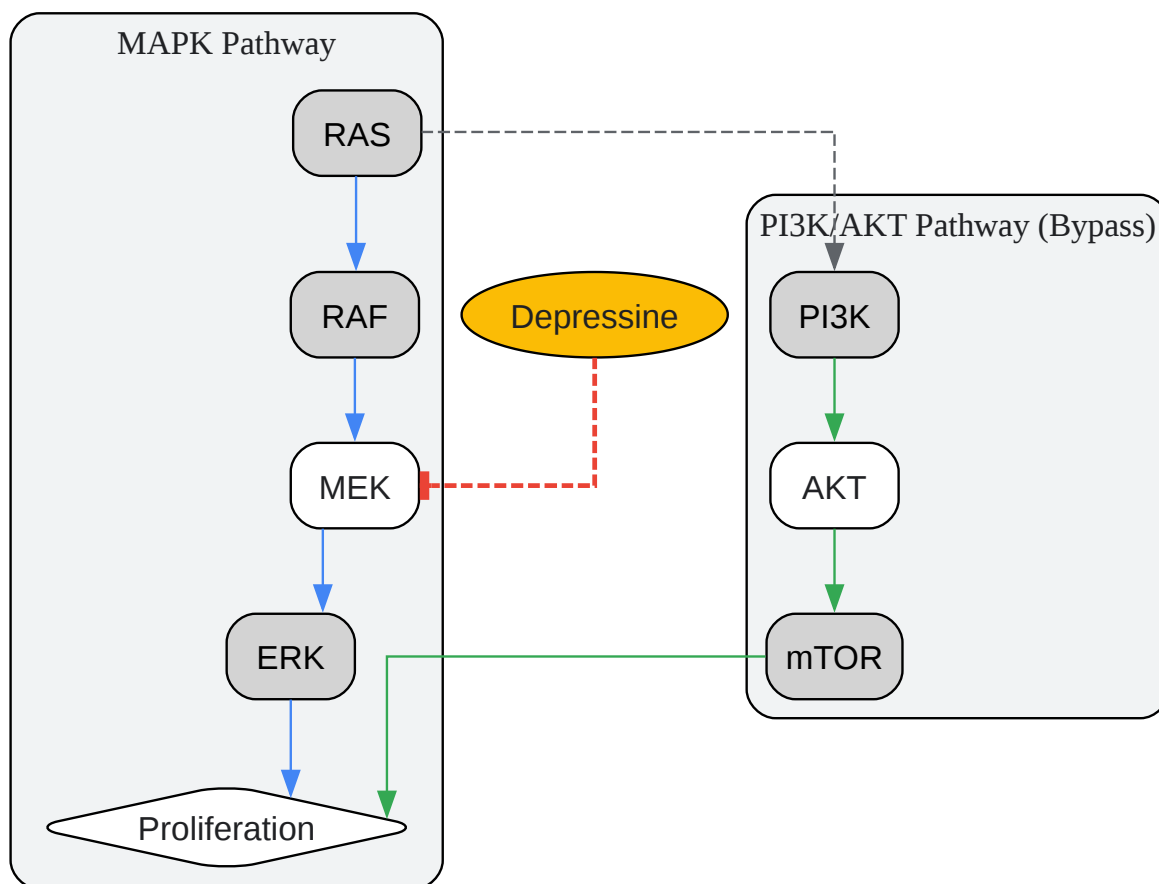 MAPK Pathway
RAS
PI3K/AKT Pathway (Bypass)
RAF
Depressine
PI3K
MEK
AKT
ERK
mTOR
Proliferation